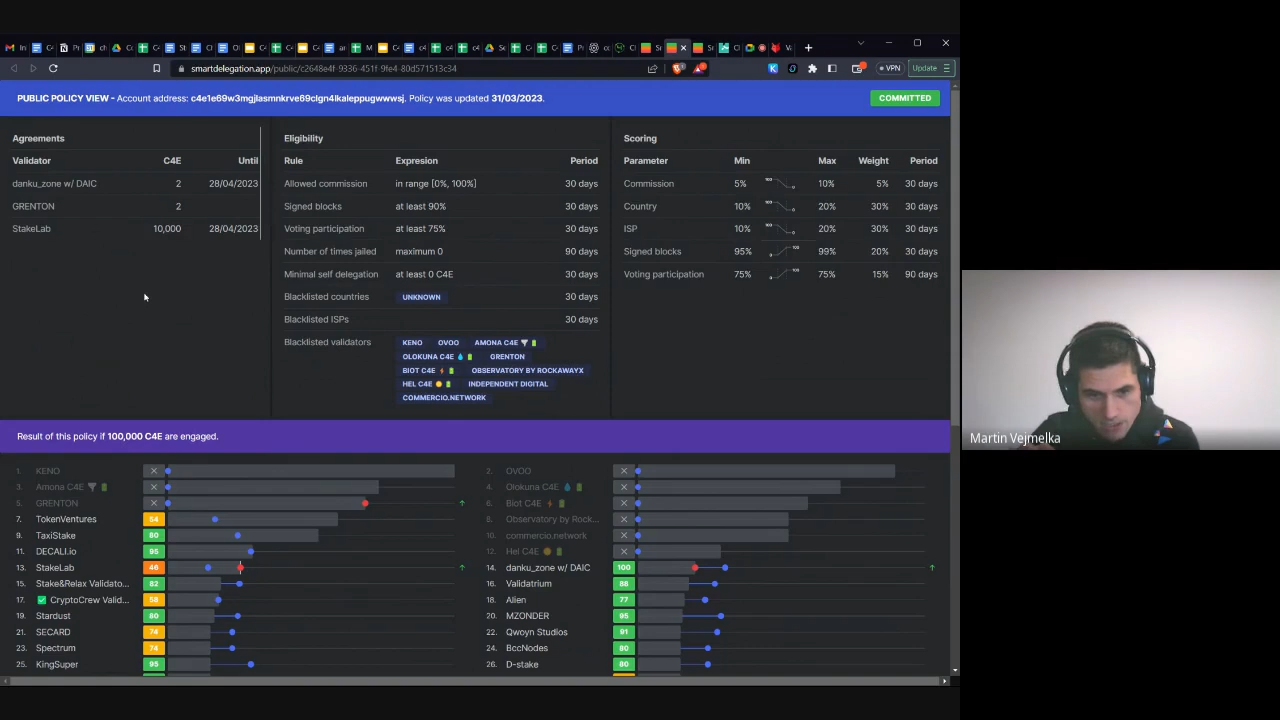 smartdelegation.app/public/c2648e4f-9336-451f-9fe4-80d571513c34
VPN
Update
PUBLIC POLICY VIEW - Account address: c4e1e69w3mgjlasmnkrve69clgn4lkaleppugwwwsj. Policy was updated 31/03/2023.
COMMITTED
Agreements
Validator C4E Until
danku_zone w/ DAIC 2 28/04/2023
GRENTON 2
StakeLab 10,000 28/04/2023
Eligibility
Rule Expresion Period
Allowed commission in range [0%, 100%] 30 days
Signed blocks at least 90% 30 days
Voting participation at least 75% 30 days
Number of times jailed maximum 0 90 days
Minimal self delegation at least 0 C4E 30 days
Blacklisted countries UNKNOWN 30 days
Blacklisted ISPs 30 days
Blacklisted validators KENO OVOO AMONA C4E
OLOKUNA C4E GRENTON
BIOT C4E OBSERVATORY BY ROCKAWAYX
HEL C4E INDEPENDENT DIGITAL
COMMERCIO.NETWORK
Scoring
Parameter Min Max Weight Period
Commission 5% 10% 5% 30 days
Country 10% 20% 30% 30 days
ISP 10% 20% 30% 30 days
Signed blocks 95% 99% 20% 30 days
Voting participation 75% 75% 15% 90 days
Result of this policy if 100,000 C4E are engaged.
1. KENO 2. OVOO
3. Amona C4E 4. Olokuna C4E
5. GRENTON 6. Biot C4E
7. TokenVentures 54 8. Observatory by Rock...
9. TaxiStake 80 10. commercio.network
11. DECALI.io 95 12. Hel C4E
13. StakeLab 46 14. danku_zone w/ DAIC 100
15. Stake&Relax Validato... 82 16. Validatrium 88
17. ✅ CryptoCrew Valid... 58 18. Alien 77
19. Stardust 80 20. MZONDER 95
21. SECARD 74 22. Qwoyn Studios 91
23. Spectrum 74 24. BccNodes 80
25. KingSuper 95 26. D-stake 80
Martin Vejmelka